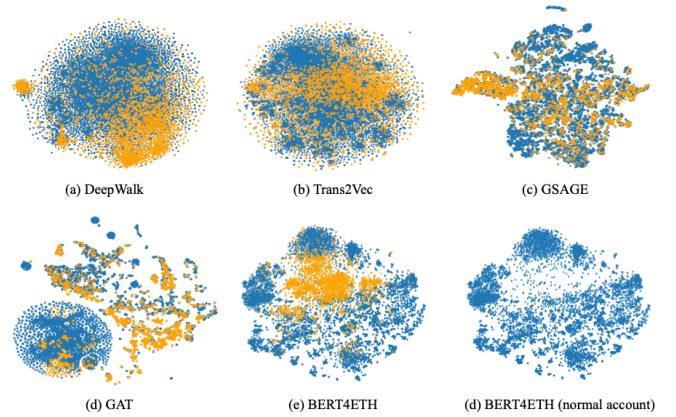 (a) DeepWalk
(b) Trans2Vec
(c) GSAGE
(d) GAT
(e) BERT4ETH
(d) BERT4ETH (normal account)